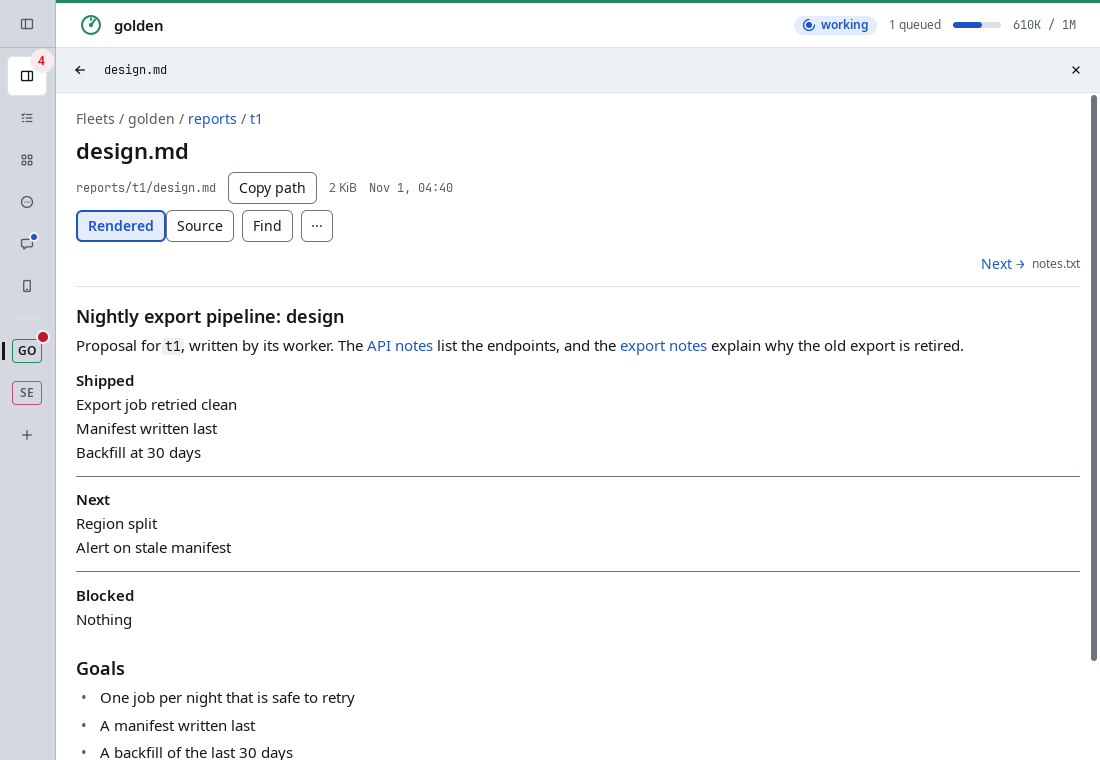 golden
working
1 queued
610K / 1M
4
design.md
Fleets / golden / reports / t1
design.md
reports/t1/design.md
Copy path
2 KiB
Nov 1, 04:40
Rendered
Source
Find
···
Next → notes.txt
Nightly export pipeline: design
Proposal for t1, written by its worker. The API notes list the endpoints, and the export notes explain why the old export is retired.
GO
Shipped
SE
Export job retried clean
Manifest written last
Backfill at 30 days
Next
Region split
Alert on stale manifest
Blocked
Nothing
Goals
• One job per night that is safe to retry
• A manifest written last
• A backfill of the last 30 days